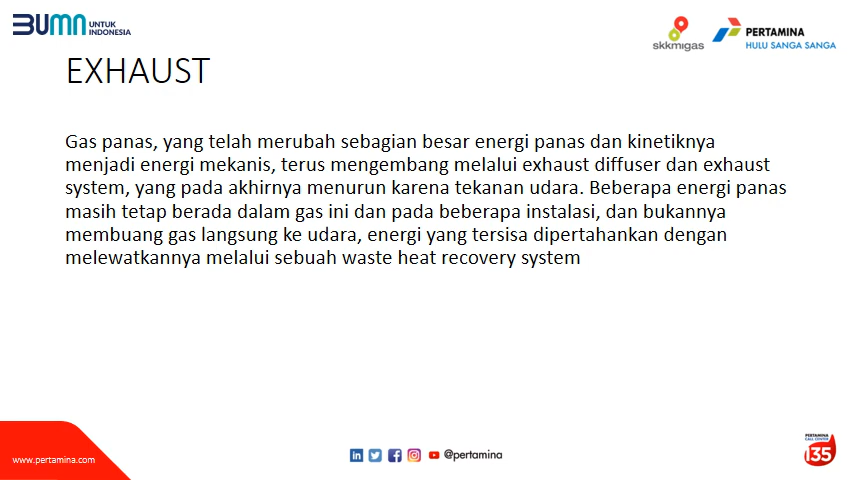 BUMN UNTUK
INDONESIA
skkmigas
PERTAMINA
HULU SANGA SANGA
EXHAUST
Gas panas, yang telah merubah sebagian besar energi panas dan kinetiknya
menjadi energi mekanis, terus mengembang melalui exhaust diffuser dan exhaust
system, yang pada akhirnya menurun karena tekanan udara. Beberapa energi panas
masih tetap berada dalam gas ini dan pada beberapa instalasi, dan bukannya
membuang gas langsung ke udara, energi yang tersisa dipertahankan dengan
melewatkannya melalui sebuah waste heat recovery system
www.pertamina.com
@pertamina
PERTAMINA
CALL CENTER
135